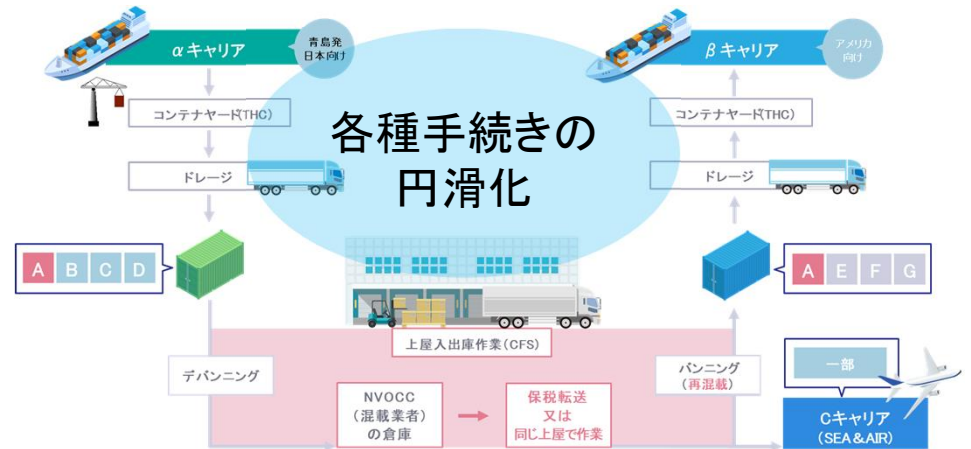 αキャリア
青島発
日本向け
βキャリア
アメリカ
向け
コンテナヤード(THC)
コンテナヤード(THC)
各種手続きの
円滑化
ドレージ
ドレージ
A B C D
A E F G
上屋入出庫作業(CFS)
デバンニング
バンニング
(再混載)
一部
NVOCC
(混載業者)
の倉庫
保税転送
又は
同じ上屋で作業
Cキャリア
(SEA&AIR)